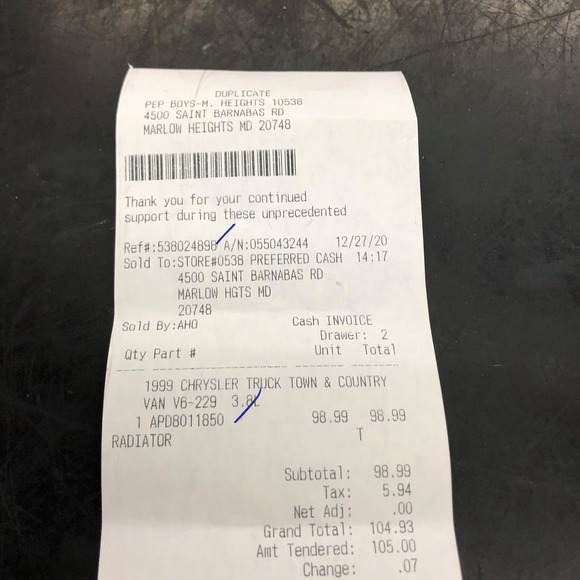 DUPLICATE
PEP BOYS-M. HEIGHTS 10538
4500 SAINT BARNABAS RD
MARLOW HEIGHTS MD 20748
Thank you for your continued
support during these unprecedented
Ref#:538024898 A/N:055043244 12/27/20
Sold To:STORE#0538 PREFERRED CASH 14:17
4500 SAINT BARNABAS RD
MARLOW HGTS MD
20748
Sold By:AHO Cash INVOICE
Drawer: 2
Qty Part # Unit Total
1999 CHRYSLER TRUCK TOWN & COUNTRY
VAN V6-229 3.8L
1 APD8011850 98.99 98.99
RADIATOR T
Subtotal: 98.99
Tax: 5.94
Net Adj: .00
Grand Total: 104.93
Amt Tendered: 105.00
Change: .07